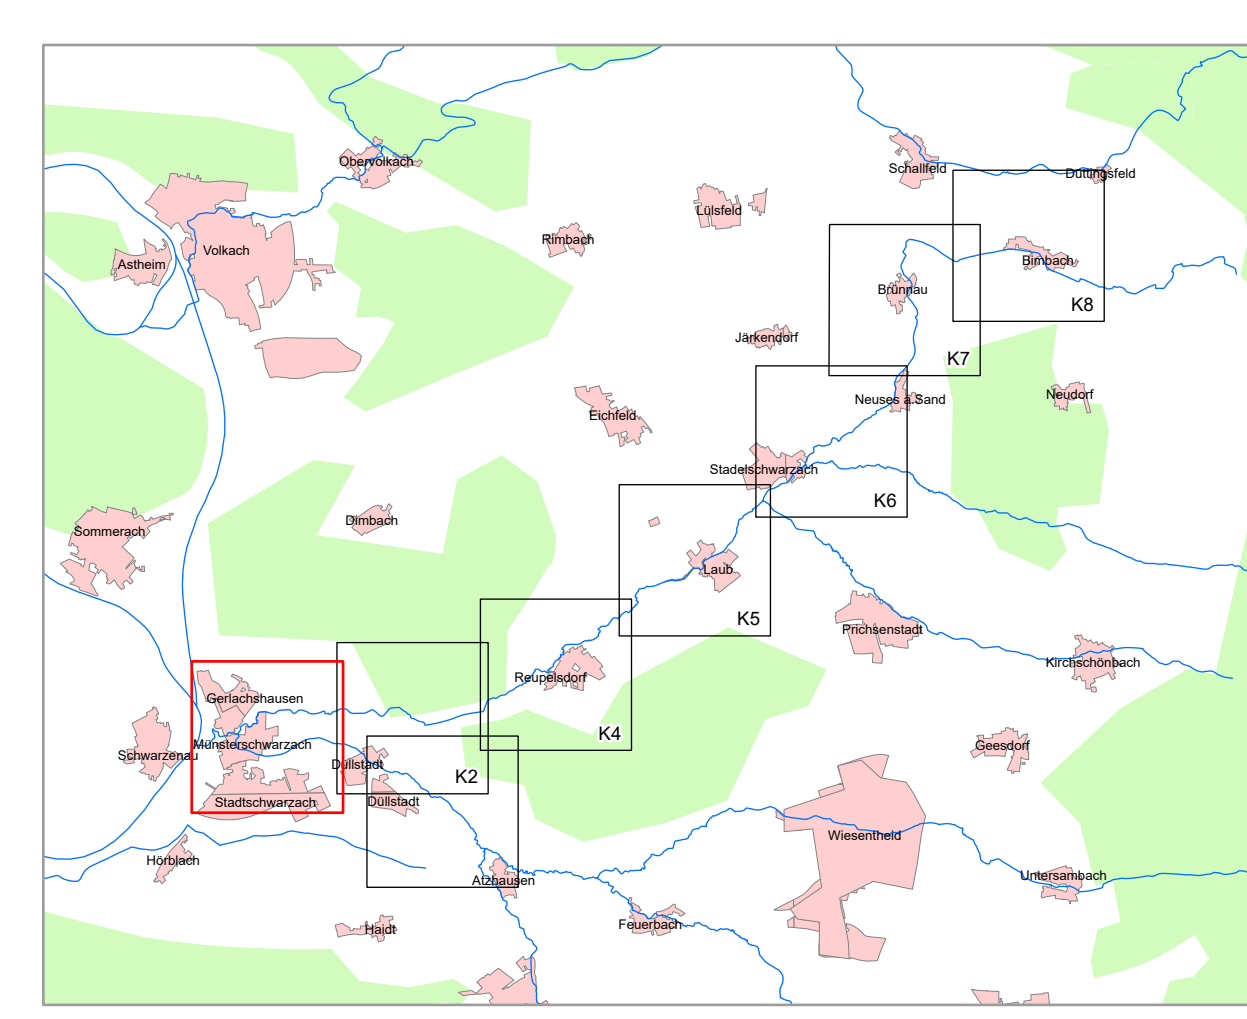 Obervolkach
Schallfeld
Düttingsfeld
Lülsfeld
Rimbach
Volkach
Astheim
Bimbach
Brünnau
K8
Järkendorf
K7
Neudorf
Neuses a.Sand
Eichfeld
Stadelschwarzach
K6
Dimbach
Sommerach
Laub
K5
Prichsenstadt
Kirchschönbach
Reupelsdorf
Gerlachshausen
K4
Münsterschwarzach
Geesdorf
Schwarzenau
Düllstadt
K2
Stadtschwarzach
Düllstadt
Wiesentheid
Hörblach
Untersambach
Atzhausen
Feuerbach
Haidt